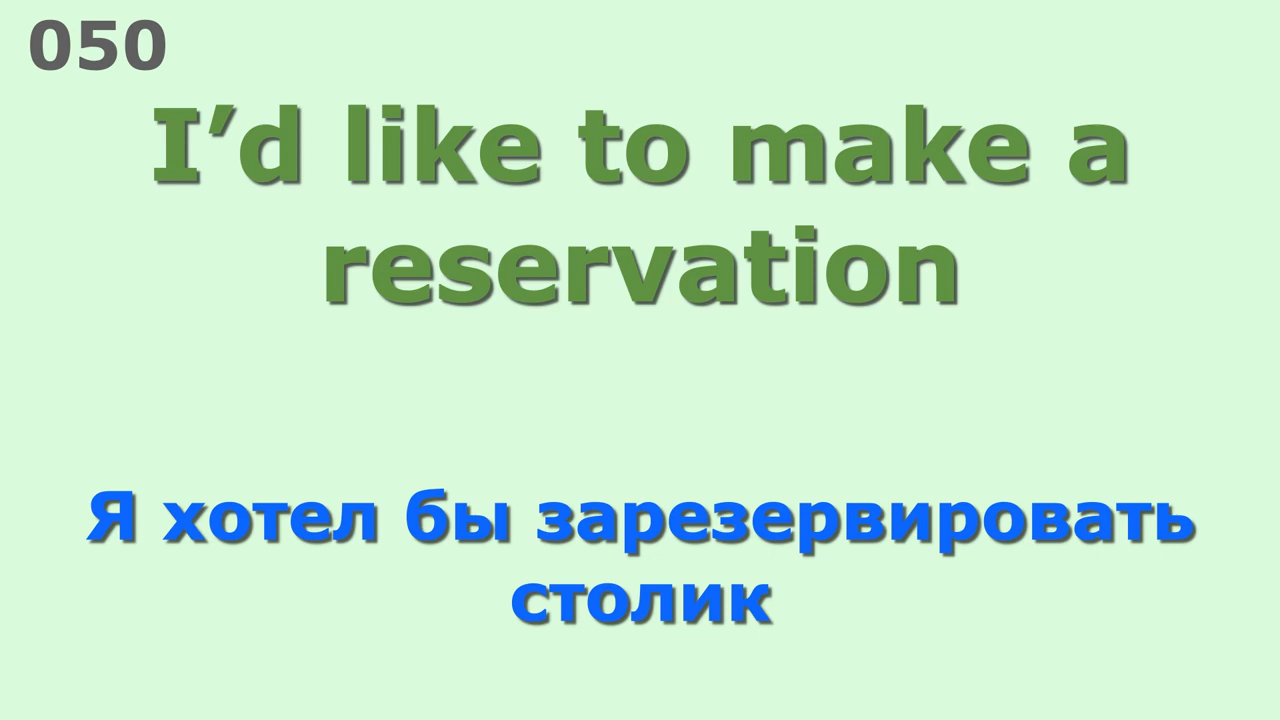 050
I’d like to make a
reservation
Я хотел бы зарезервировать
столик